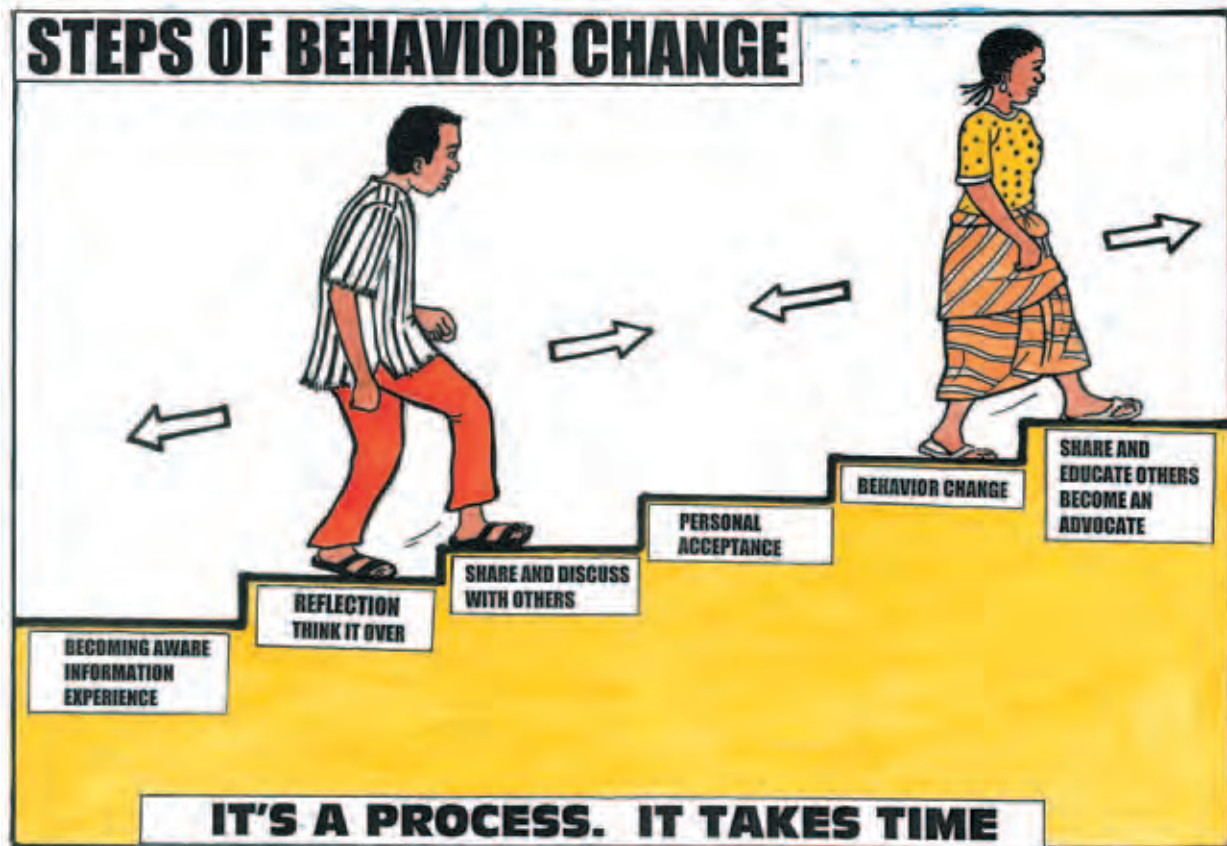 STEPS OF BEHAVIOR CHANGE
BECOMING AWARE
INFORMATION
EXPERIENCE
REFLECTION
THINK IT OVER
SHARE AND DISCUSS
WITH OTHERS
PERSONAL
ACCEPTANCE
BEHAVIOR CHANGE
SHARE AND
EDUCATE OTHERS
BECOME AN
ADVOCATE
IT'S A PROCESS. IT TAKES TIME